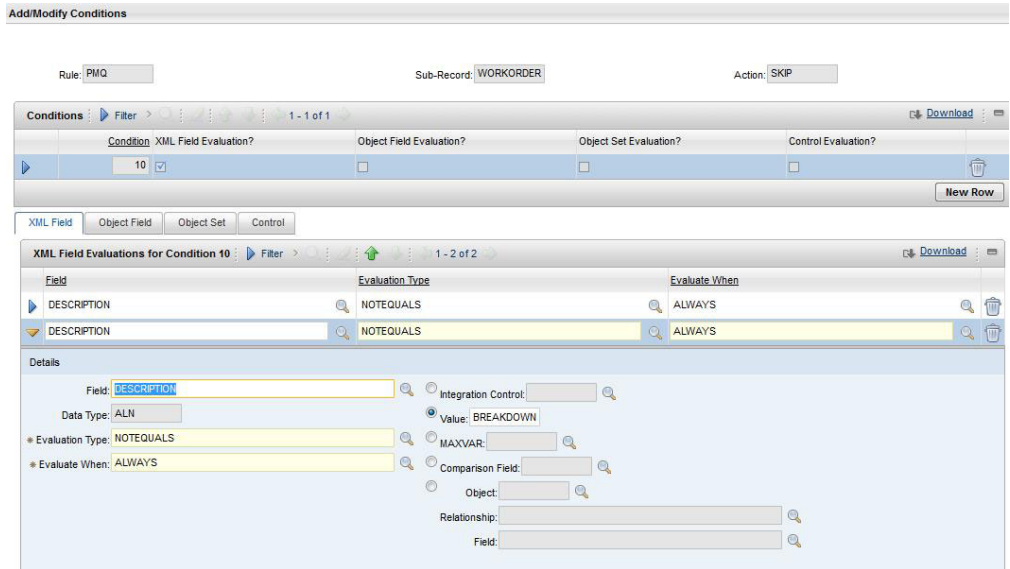 Add/Modify Conditions
Rule: PMQ Sub-Record: WORKORDER Action: SKIP
Conditions Filter 1 - 1 of 1 Download
Condition XML Field Evaluation? Object Field Evaluation? Object Set Evaluation? Control Evaluation?
10
New Row
XML Field Object Field Object Set Control
XML Field Evaluations for Condition 10 Filter 1 - 2 of 2 Download
Field Evaluation Type Evaluate When
DESCRIPTION NOTEQUALS ALWAYS
DESCRIPTION NOTEQUALS ALWAYS
Details
Field: DESCRIPTION Integration Control:
Data Type: ALN Value: BREAKDOWN
* Evaluation Type: NOTEQUALS MAXVAR:
* Evaluate When: ALWAYS Comparison Field:
Object:
Relationship:
Field: